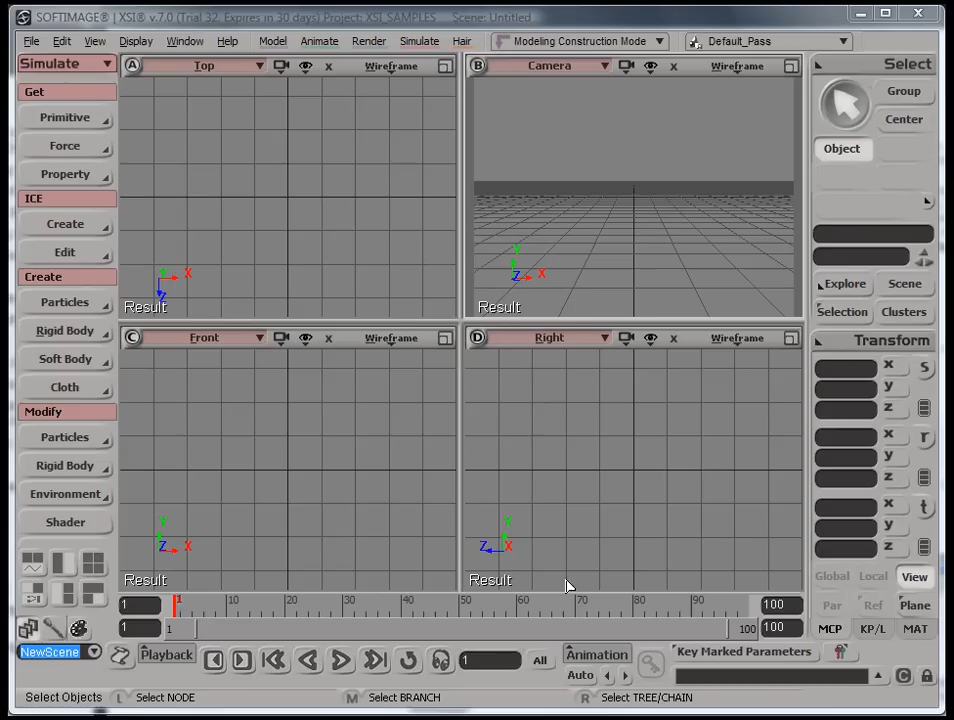 SOFTIMAGE® | XSI® v.7.0 (Trial 32, Expires in 30 days) Project: XSI_SAMPLES Scene: Untitled
File Edit View Display Window Help Model Animate Render Simulate Hair Modeling Construction Mode Default_Pass
Simulate
Get
Primitive
Force
Property
ICE
Create
Edit
Create
Particles
Rigid Body
Soft Body
Cloth
Modify
Particles
Rigid Body
Environment
Shader
NewScene
A Top x Wireframe
Y X
Z
Result
B Camera x Wireframe
Y
Z X
Result
C Front x Wireframe
Y
Z X
Result
D Right x Wireframe
Y
Z X
Result
Select
Group
Center
Object
Explore Scene
Selection Clusters
Transform
x s
y
z
x r
y
z
x t
y
z
Global Local View
Par Ref Plane
MCP KP/L MAT
1 1 10 20 30 40 50 60 70 80 90 100
1 1 100 100
Playback 1 All Animation Key Marked Parameters
Auto C
Select Objects L Select NODE M Select BRANCH R Select TREE/CHAIN